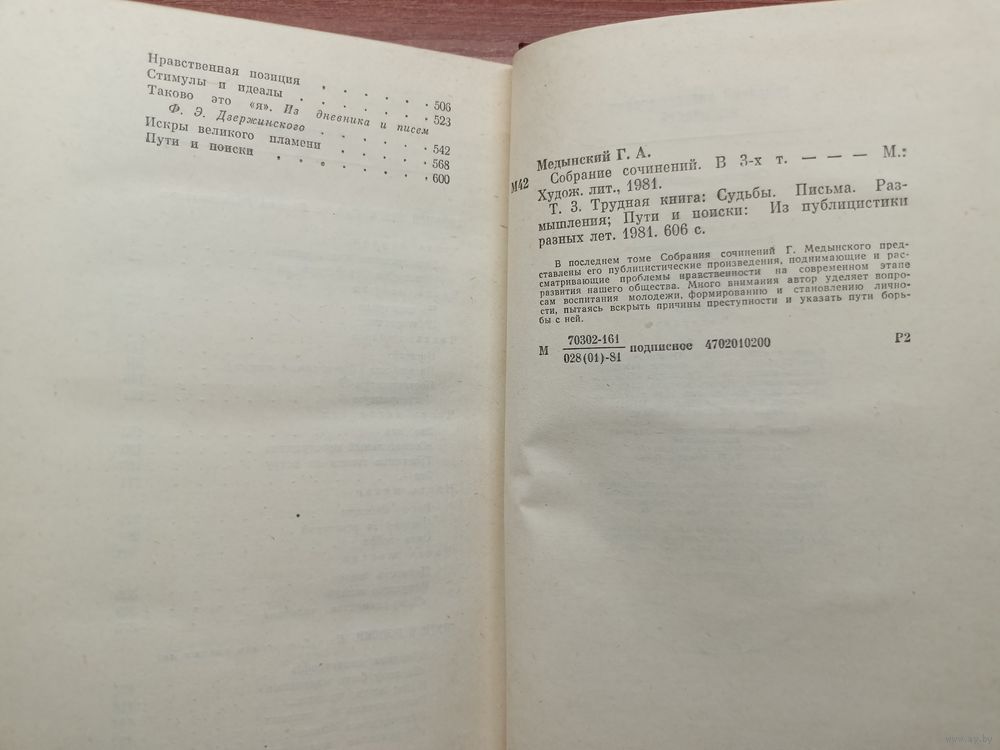 Нравственная позиция . . . . . 506
Стимулы и идеалы . . . . . . 523
Таково это «я». Из дневника и писем
Ф. Э. Дзержинского . . . . . 542
Искры великого пламени . . . . 568
Пути и поиски . . . . . . 600
Медынский Г. А.
М42 Собрание сочинений. В 3-х т. — — — М.:
Худож. лит., 1981.
Т. 3. Трудная книга: Судьбы. Письма. Раз-
мышления; Пути и поиски: Из публицистики
разных лет. 1981. 606 с.
В последнем томе Собрания сочинений Г. Медынского пред-
ставлены его публицистические произведения, поднимающие и рас-
сматривающие проблемы нравственности на современном этапе
развития нашего общества. Много внимания автор уделяет вопро-
сам воспитания молодежи, формированию и становлению лично-
сти, пытаясь вскрыть причины преступности и указать пути борь-
бы с ней.
М 70302-161
028(01)-81 подписное 4702010200 Р2
www.ay.by